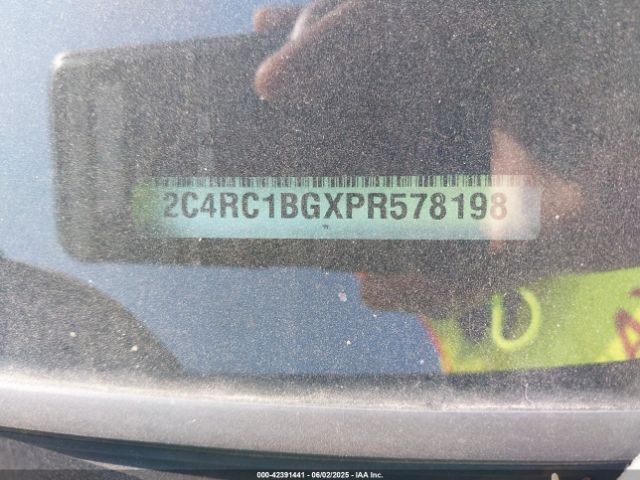 2C4RC1BGXPR578198
000-42391441 - 06/02/2025 - IAA Inc.